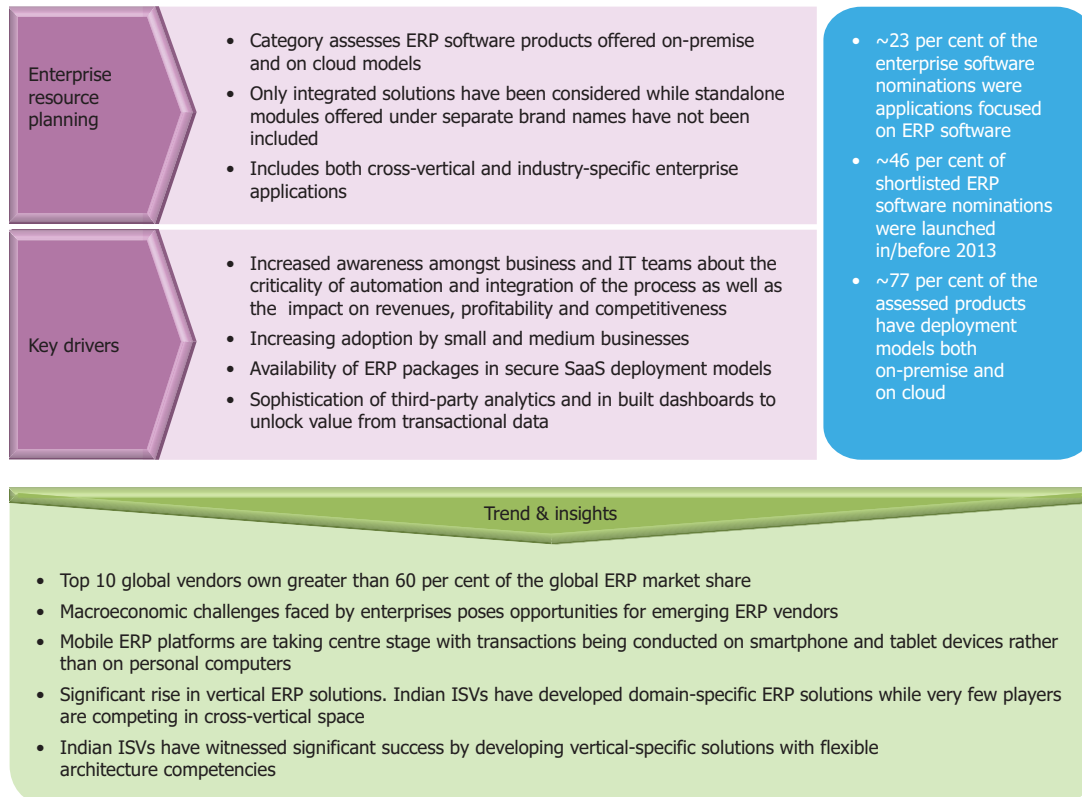 Enterprise
resource
planning
• Category assesses ERP software products offered on-premise
and on cloud models
• Only integrated solutions have been considered while standalone
modules offered under separate brand names have not been
included
• Includes both cross-vertical and industry-specific enterprise
applications
Key drivers
• Increased awareness amongst business and IT teams about the
criticality of automation and integration of the process as well as
the impact on revenues, profitability and competitiveness
• Increasing adoption by small and medium businesses
• Availability of ERP packages in secure SaaS deployment models
• Sophistication of third-party analytics and in built dashboards to
unlock value from transactional data
• ~23 per cent of the
enterprise software
nominations were
applications focused
on ERP software
• ~46 per cent of
shortlisted ERP
software nominations
were launched
in/before 2013
• ~77 per cent of the
assessed products
have deployment
models both
on-premise and
on cloud
Trend & insights
• Top 10 global vendors own greater than 60 per cent of the global ERP market share
• Macroeconomic challenges faced by enterprises poses opportunities for emerging ERP vendors
• Mobile ERP platforms are taking centre stage with transactions being conducted on smartphone and tablet devices rather
than on personal computers
• Significant rise in vertical ERP solutions. Indian ISVs have developed domain-specific ERP solutions while very few players
are competing in cross-vertical space
• Indian ISVs have witnessed significant success by developing vertical-specific solutions with flexible
architecture competencies